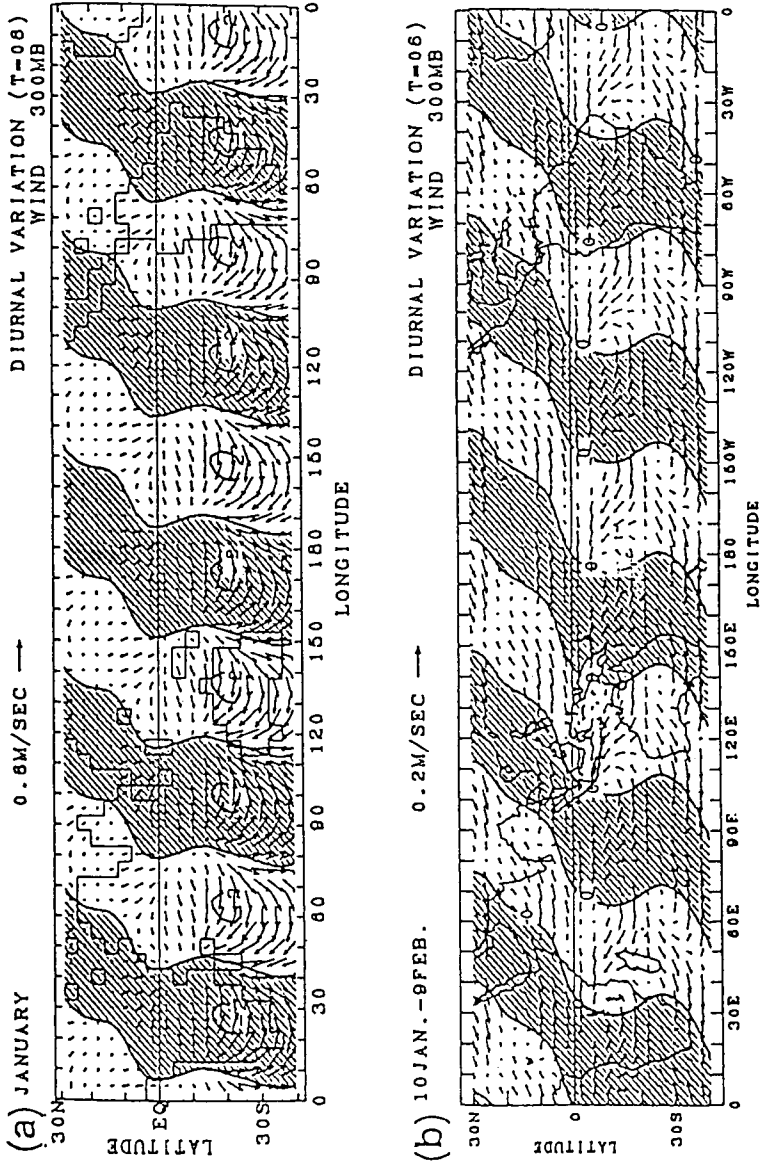 (a) JANUARY 0.8M/SEC → DIURNAL VARIATION (T=08)
WIND 300MB
30N
EQ
30S
LATITUDE
0 30 60 90 120 150 180 150 120 90 60 30 0
LONGITUDE
(b) 10JAN.-9FEB. 0.2M/SEC → DIURNAL VARIATION (T=06)
WIND 300MB
30N
0
30S
LATITUDE
0 30E 60E 90E 120E 150E 180 150W 120W 90W 60W 30W 0
LONGITUDE